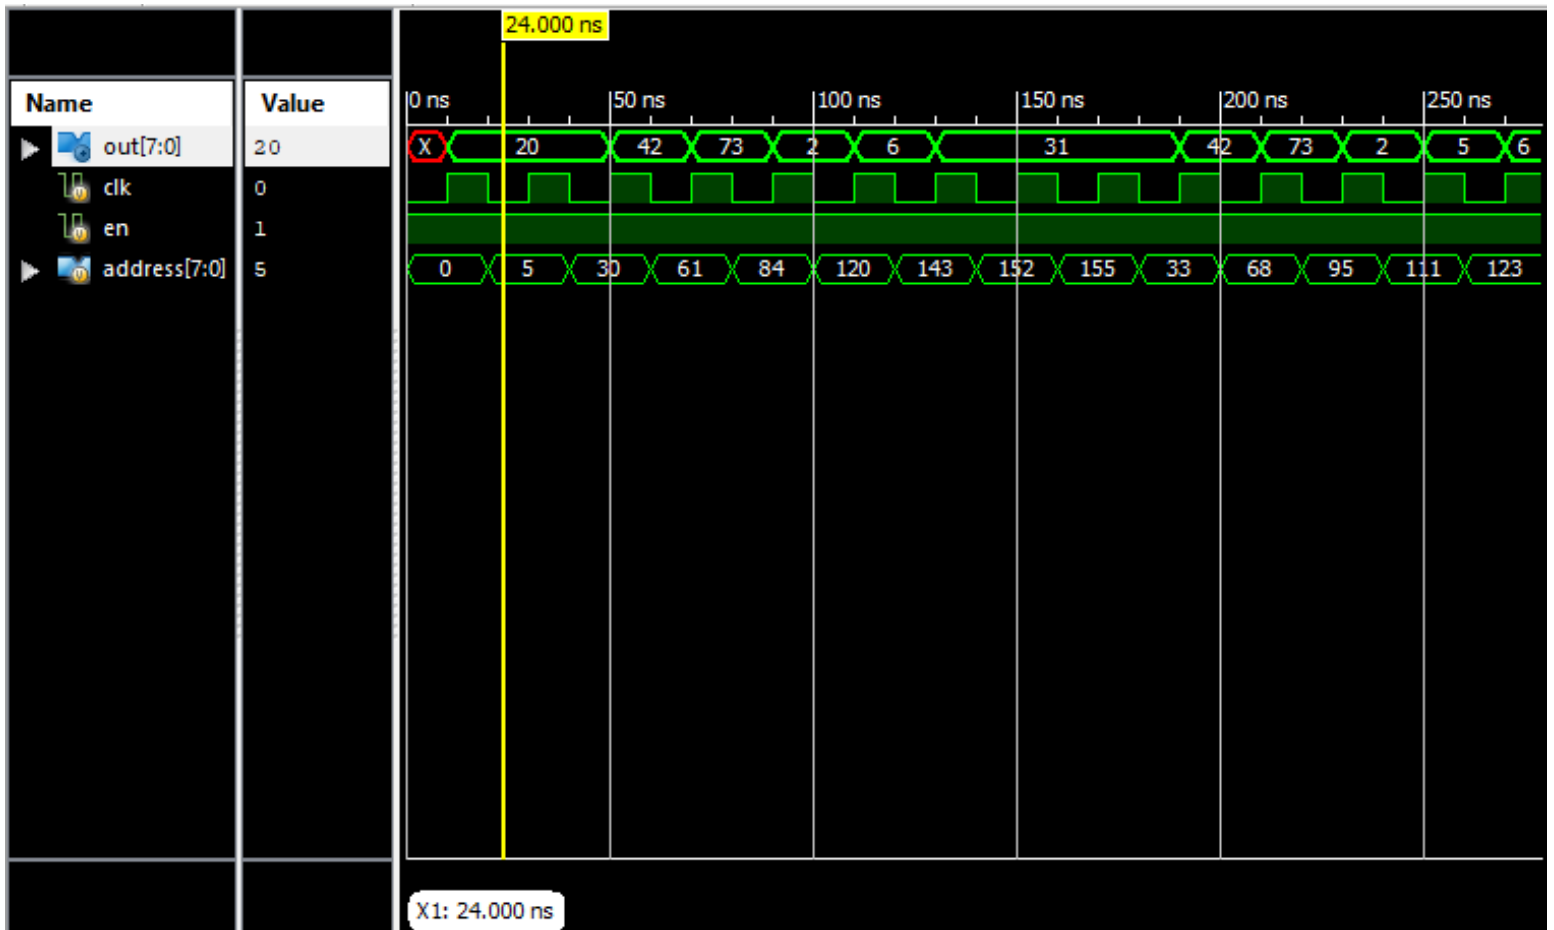 24.000 ns
Name Value 0 ns 50 ns 100 ns 150 ns 200 ns 250 ns
out[7:0] 20 X 20 42 73 2 6 31 42 73 2 5 6
clk 0
en 1
address[7:0] 5 0 5 30 61 84 120 143 152 155 33 68 95 111 123
X1: 24.000 ns